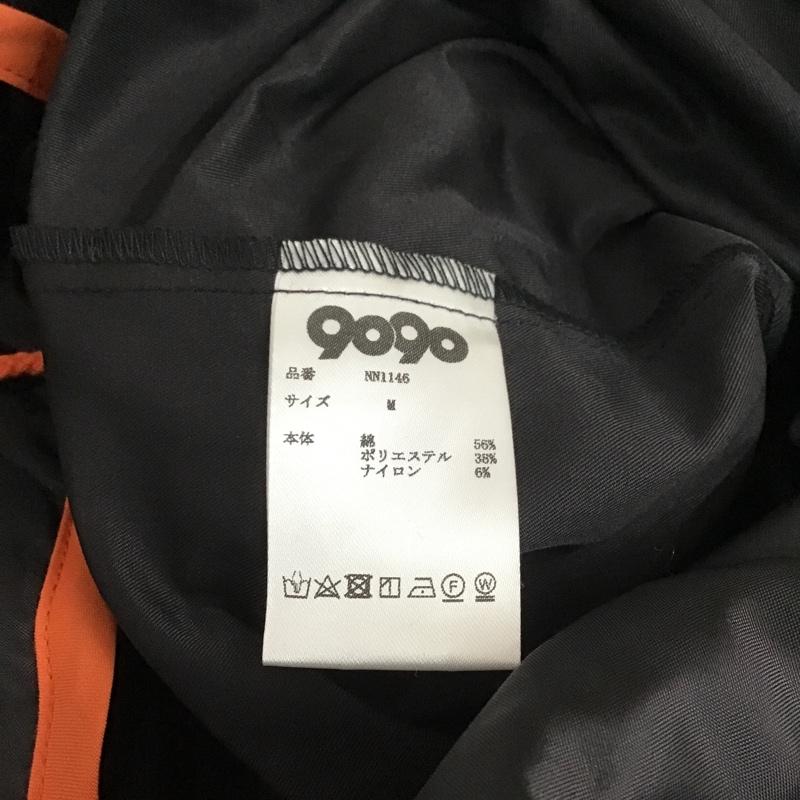 9090
品番 NN1146
サイズ M
本体 綿 56%
ポリエステル 38%
ナイロン 6%
F W